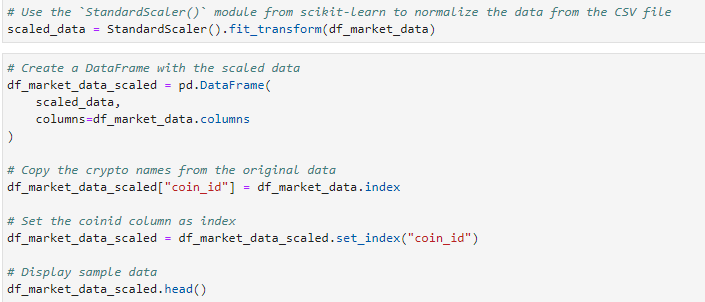 # Use the `StandardScaler()` module from scikit-learn to normalize the data from the CSV file
scaled_data = StandardScaler().fit_transform(df_market_data)
# Create a DataFrame with the scaled data
df_market_data_scaled = pd.DataFrame(
    scaled_data,
    columns=df_market_data.columns
)
# Copy the crypto names from the original data
df_market_data_scaled["coin_id"] = df_market_data.index
# Set the coinid column as index
df_market_data_scaled = df_market_data_scaled.set_index("coin_id")
# Display sample data
df_market_data_scaled.head()